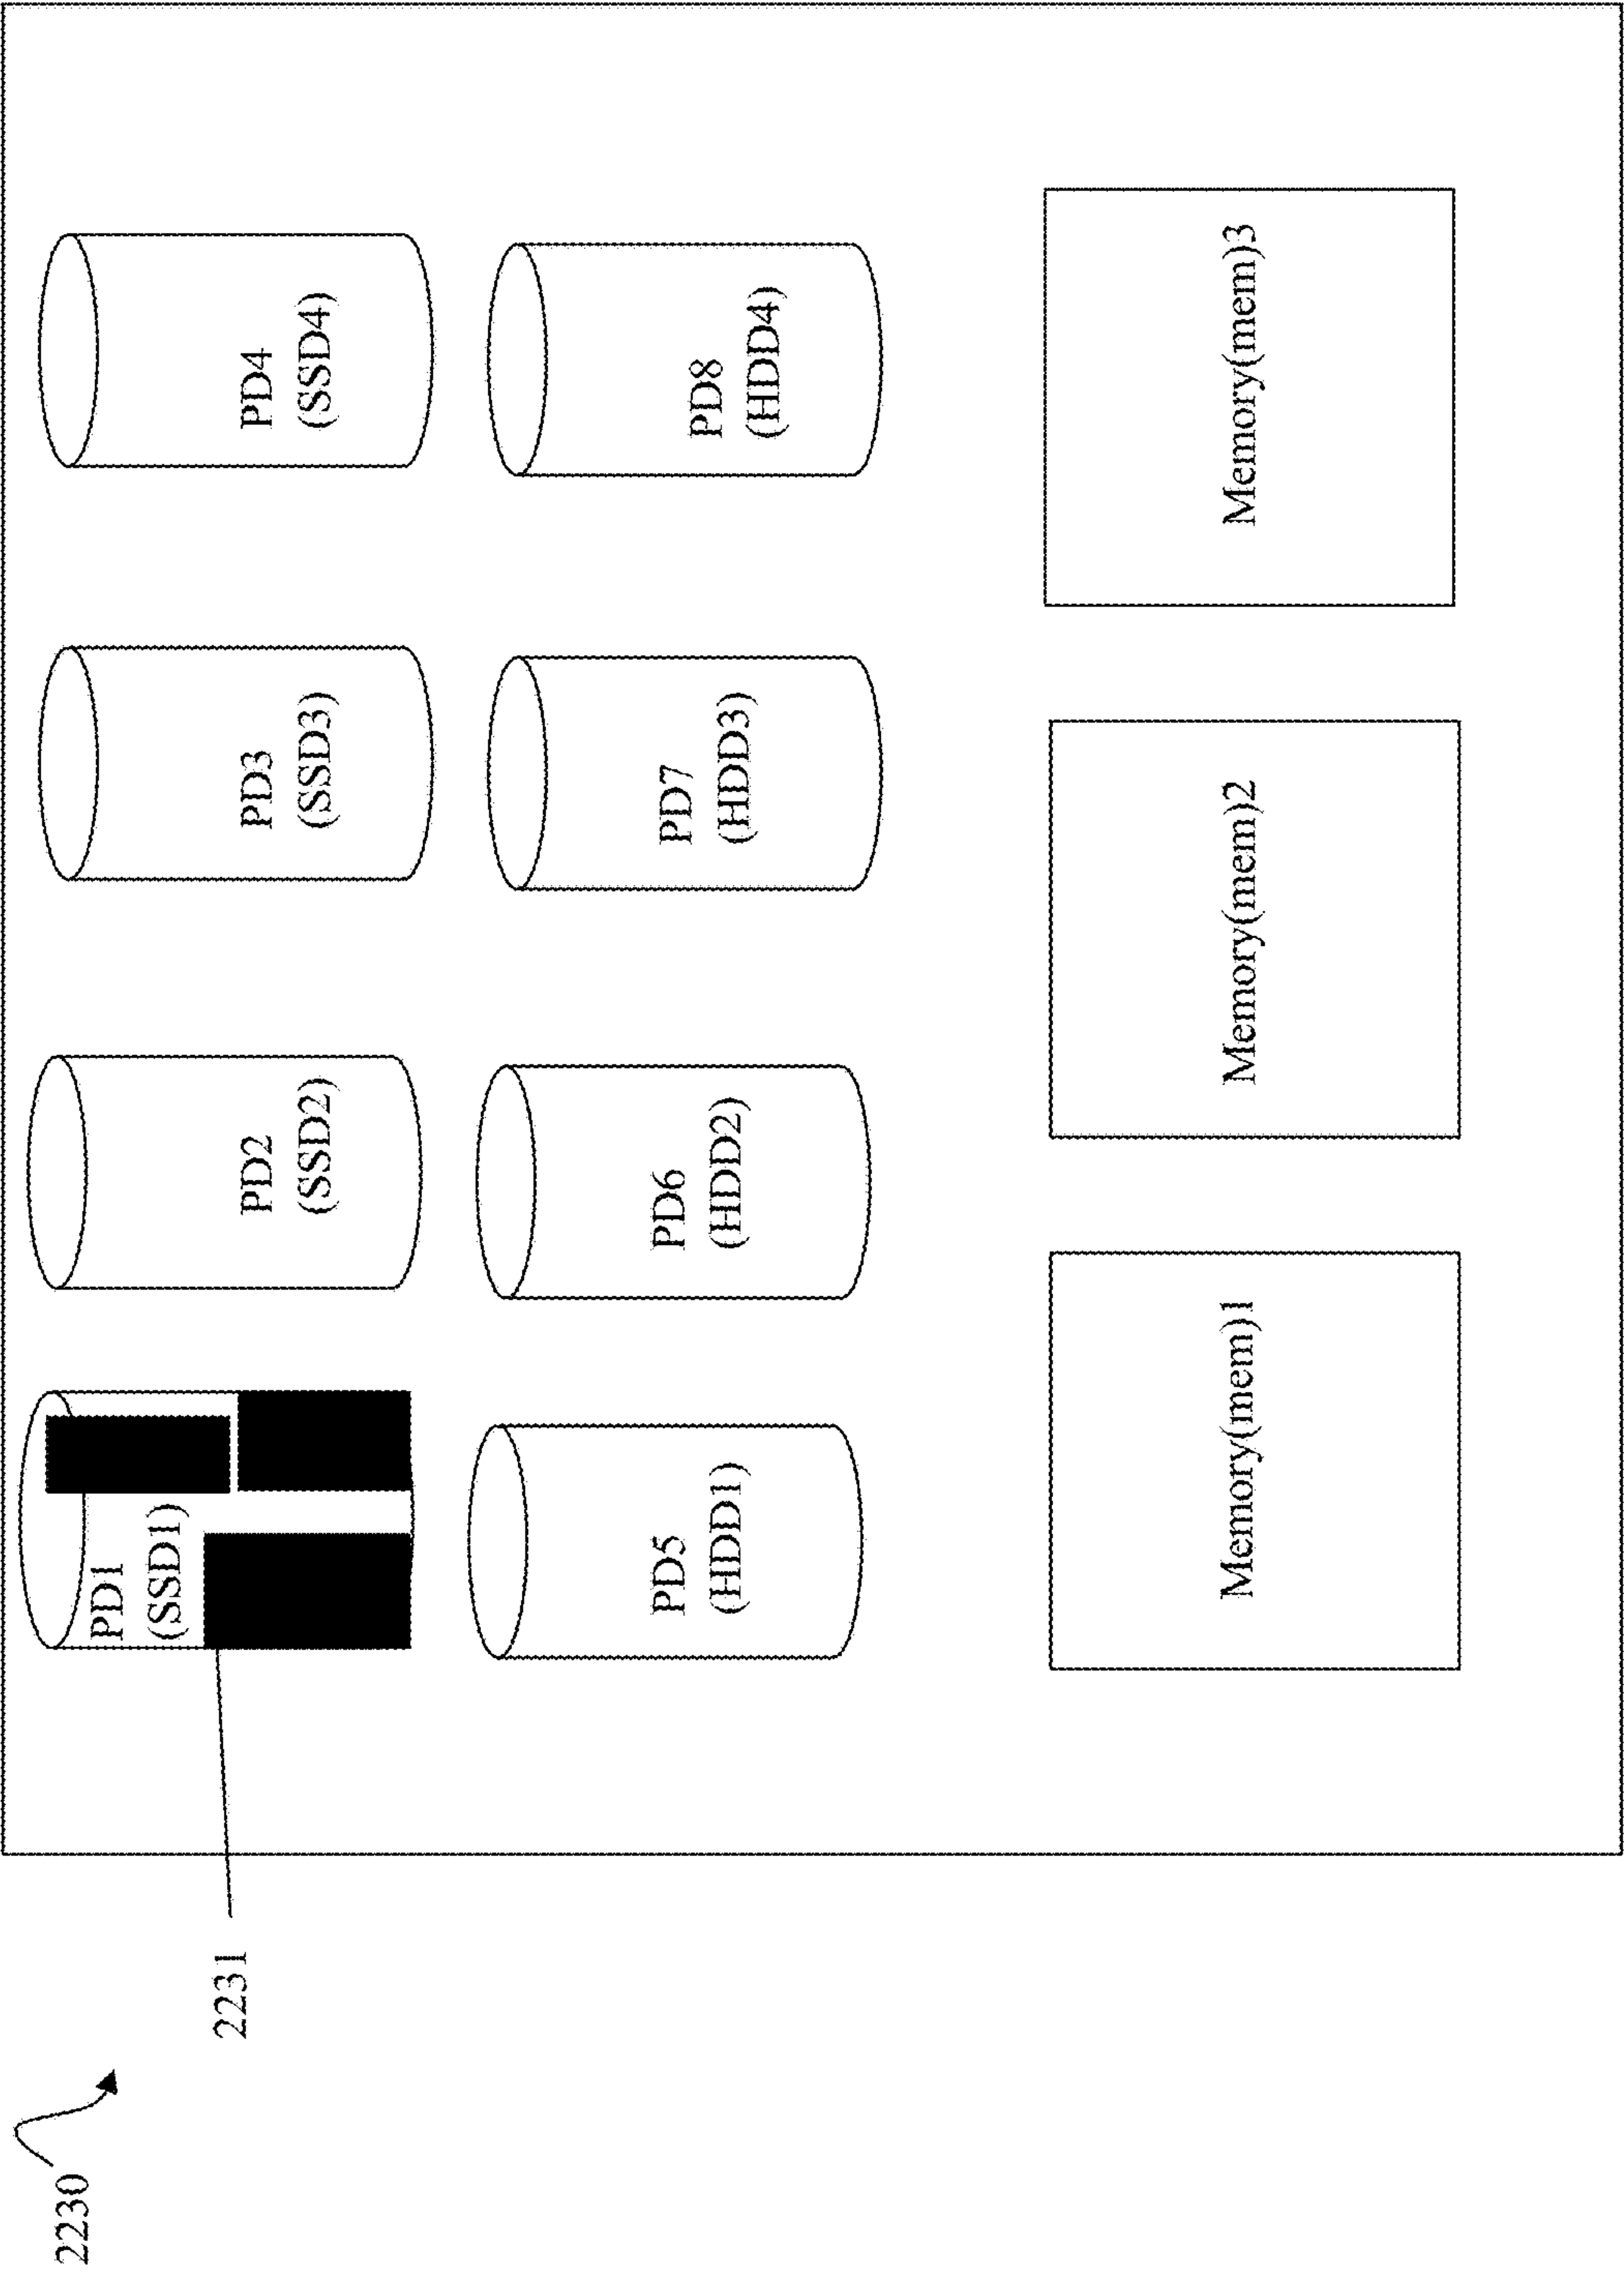 2230
2231
PD1
(SSD1)
PD2
(SSD2)
PD3
(SSD3)
PD4
(SSD4)
PD5
(HDD1)
PD6
(HDD2)
PD7
(HDD3)
PD8
(HDD4)
Memory(mem)1
Memory(mem)2
Memory(mem)3